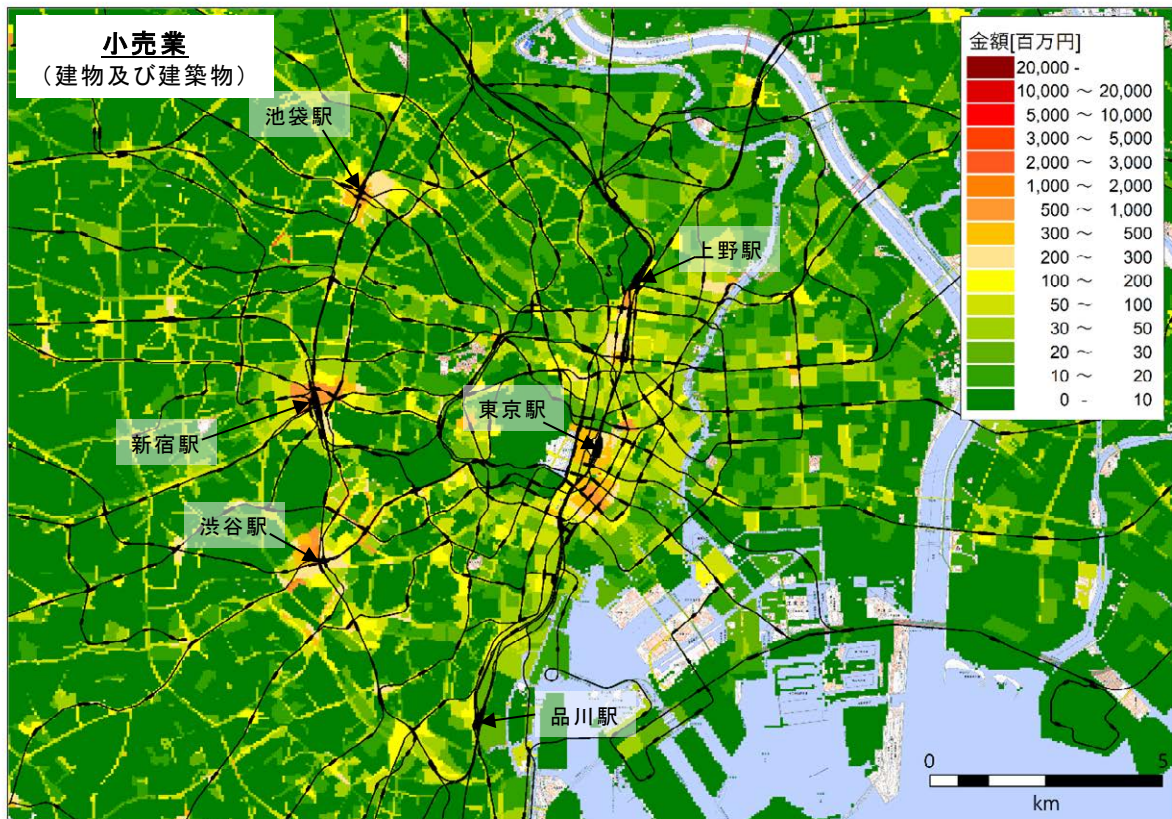 小売業
（建物及び建築物）
池袋駅
上野駅
東京駅
新宿駅
渋谷駅
品川駅
金額[百万円]
20,000 -
10,000 ～ 20,000
5,000 ～ 10,000
3,000 ～ 5,000
2,000 ～ 3,000
1,000 ～ 2,000
500 ～ 1,000
300 ～ 500
200 ～ 300
100 ～ 200
50 ～ 100
30 ～ 50
20 ～ 30
10 ～ 20
0 - 10
0 5
km